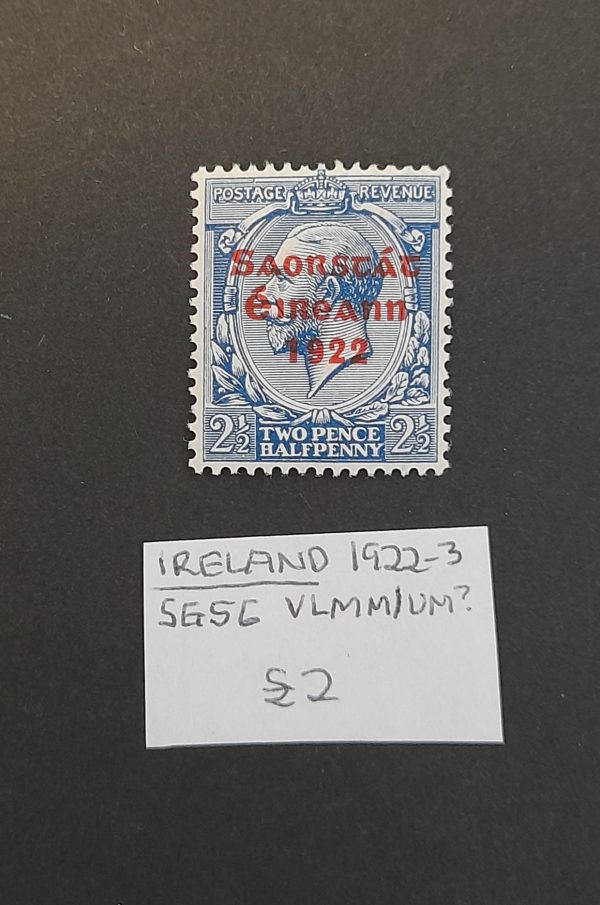 POSTAGE REVENUE
Saorstát
Éireann
1922
2½ TWO PENCE HALFPENNY 2½
IRELAND 1922-3
SG56 VLMM/UM?
£2